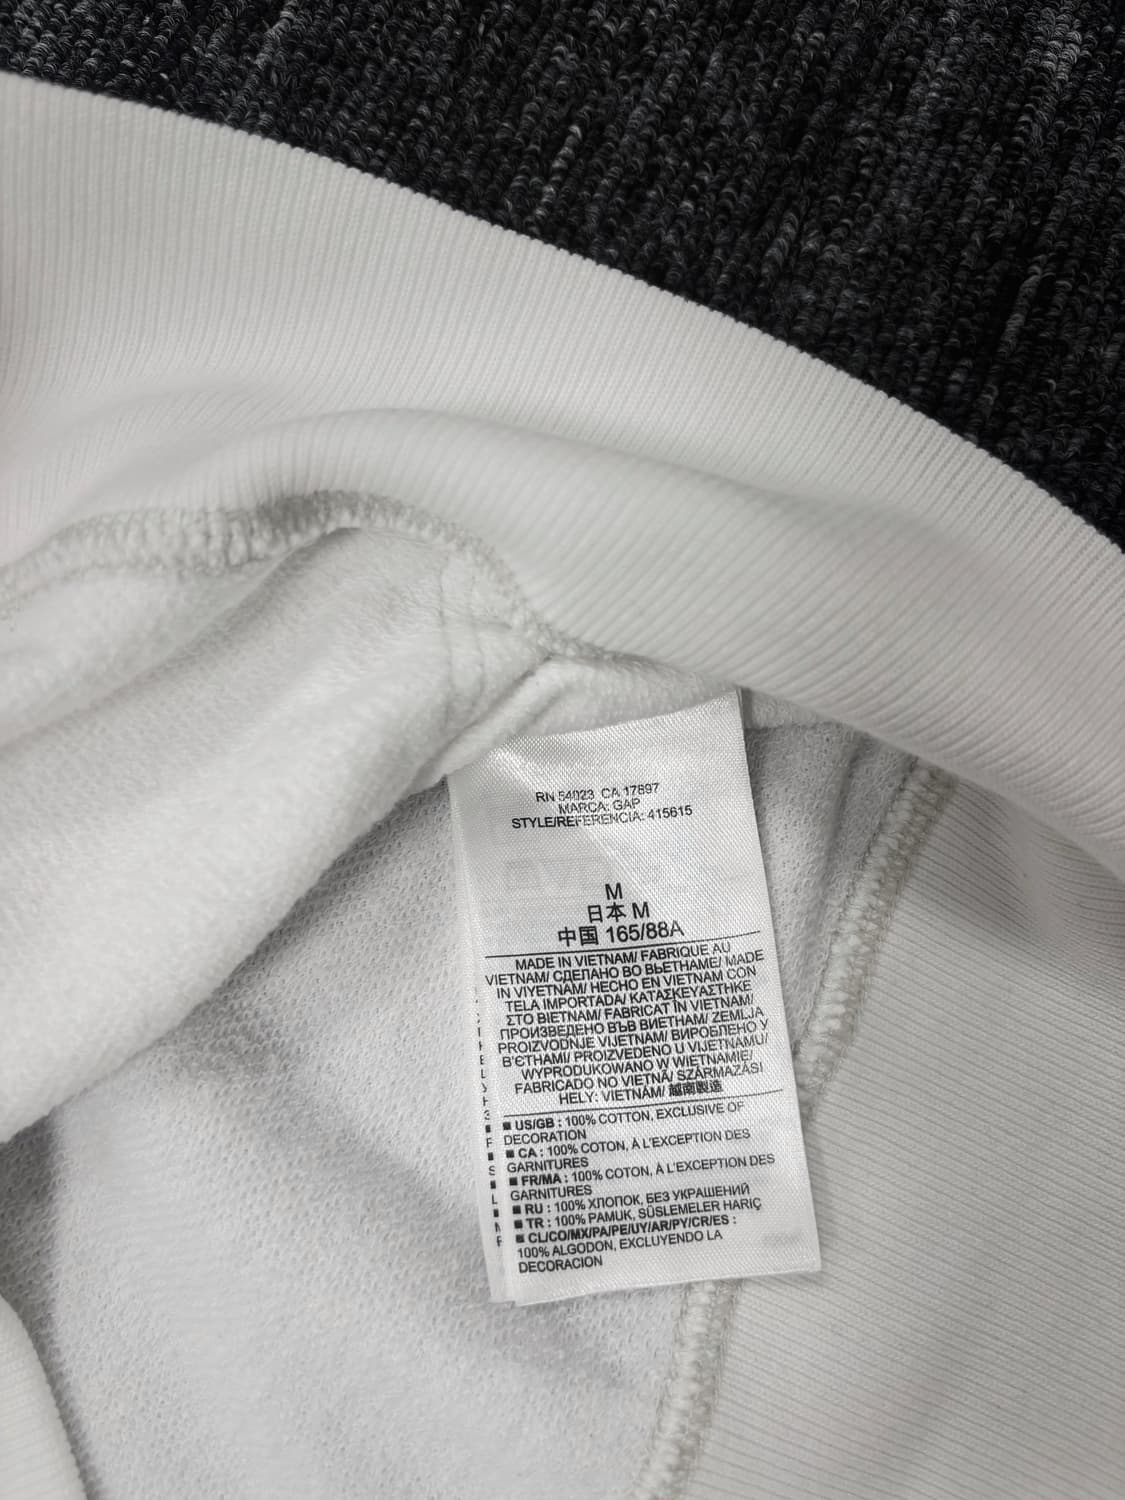 RN 54023 CA 17897
MARCA: GAP
STYLE/REFERENCIA: 415615
M
日本 M
中国 165/88A
MADE IN VIETNAM/ FABRIQUE AU
VIETNAM/ СДЕЛАНО ВО ВЬЕТНАМЕ/ MADE
IN VIYETNAM/ HECHO EN VIETNAM CON
TELA IMPORTADA/ ΚΑΤΑΣΚΕΥΑΣΤΗΚΕ
ΣΤΟ ΒΙΕΤΝΑΜ/ FABRICAT ÎN VIETNAM/
ПРОИЗВЕДЕНО ВЪВ ВИЕТНАМ/ ZEMLJA
PROIZVODNJE VIJETNAM/ ВИРОБЛЕНО У
В'ЄТНАМІ/ PROIZVEDENO U VIJETNAMU/
WYPRODUKOWANO W WIETNAMIE/
FABRICADO NO VIETNÃ/ SZÁRMAZÁSI
HELY: VIETNÁM/ 越南製造
■ US/GB : 100% COTTON, EXCLUSIVE OF
DECORATION
■ CA : 100% COTON, À L'EXCEPTION DES
GARNITURES
■ FR/MA : 100% COTON, À L'EXCEPTION DES
GARNITURES
■ RU : 100% ХЛОПОК, БЕЗ УКРАШЕНИЙ
■ TR : 100% PAMUK, SÜSLEMELER HARİÇ
■ CL/CO/MX/PA/PE/UY/AR/PY/CR/ES :
100% ALGODON, EXCLUYENDO LA
DECORACION